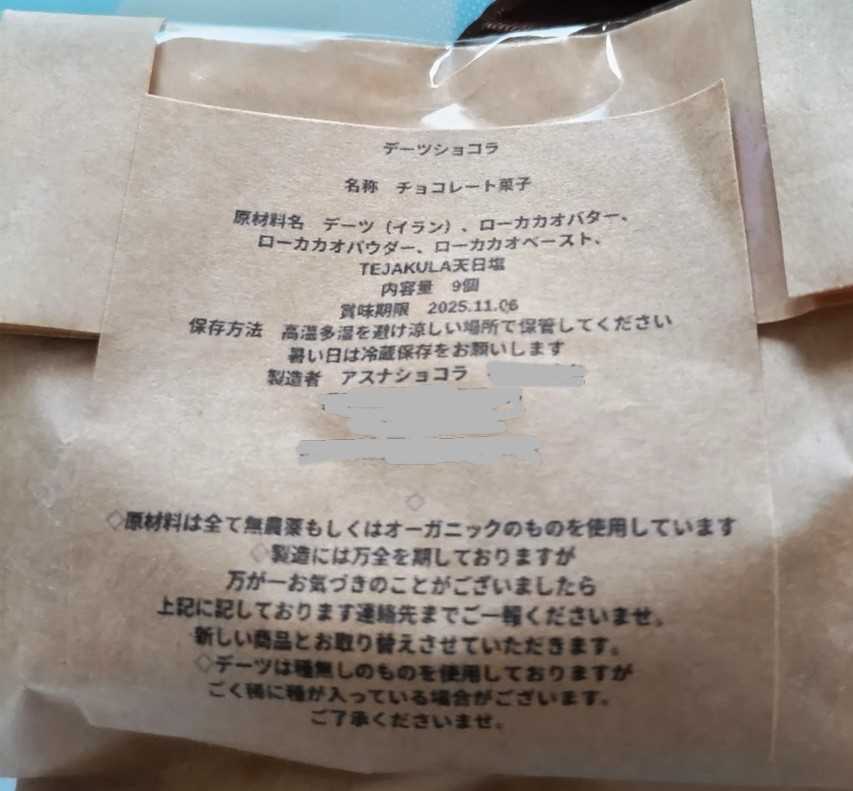 デーツショコラ
名称 チョコレート菓子
原材料名 デーツ(イラン)、ローカカオバター、
ローカカオパウダー、ローカカオペースト、
TEJAKULA天日塩
内容量 9個
賞味期限 2025.11.06
保存方法 高温多湿を避け涼しい場所で保管してください
暑い日は冷蔵保存をお願いします
製造者 アスナショコラ
◇
◇原材料は全て無農薬もしくはオーガニックのものを使用しています
◇製造には万全を期しておりますが
万が一お気づきのことがございましたら
上記に記しております連絡先までご一報くださいませ。
新しい商品とお取り替えさせていただきます。
◇デーツは種無しのものを使用しておりますが
ごく稀に種が入っている場合がございます。
ご了承くださいませ。